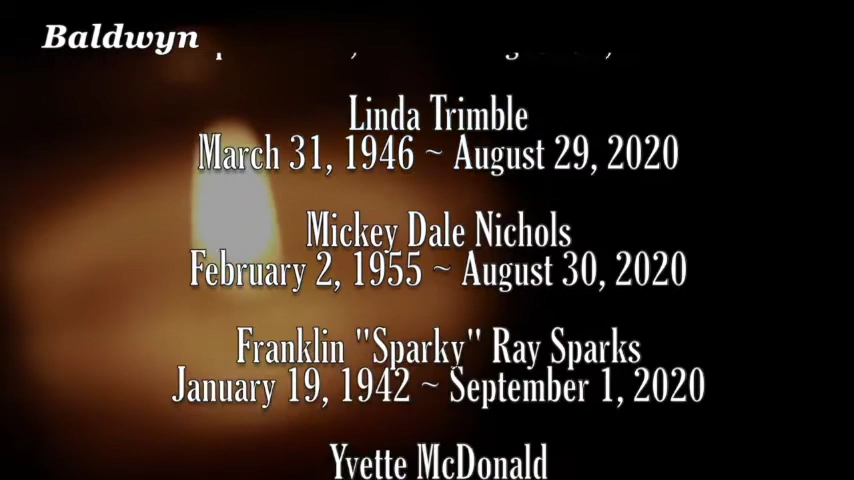 Baldwyn
Linda Trimble
March 31, 1946 ~ August 29, 2020
Mickey Dale Nichols
February 2, 1955 ~ August 30, 2020
Franklin "Sparky" Ray Sparks
January 19, 1942 ~ September 1, 2020
Yvette McDonald